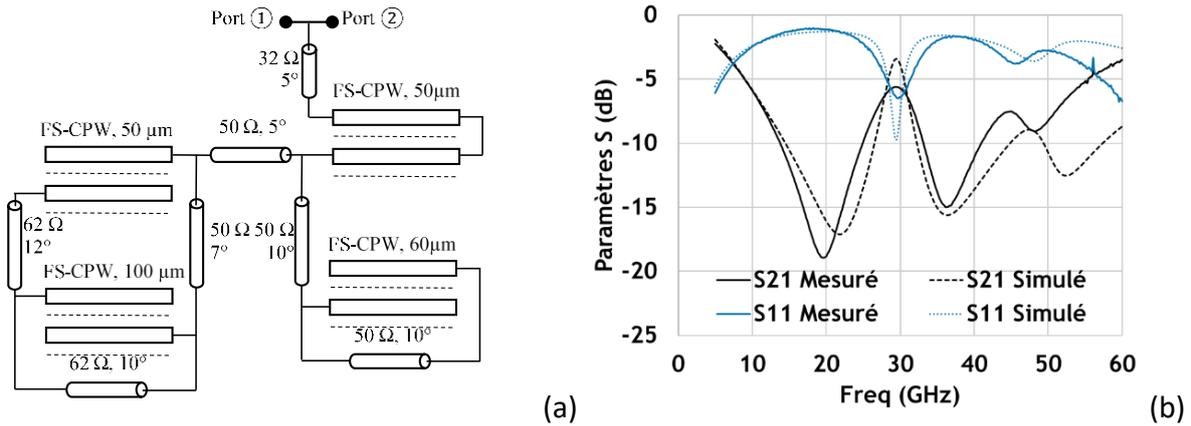 Port ① Port ②
32 Ω
5°
FS-CPW, 50µm
FS-CPW, 50 µm
50 Ω, 5°
62 Ω
12°
50 Ω
7°
50 Ω
10°
FS-CPW, 60µm
FS-CPW, 100 µm
50 Ω, 10°
62 Ω, 10°
(a)
Paramètres S (dB)
0
-5
-10
-15
-20
-25
S21 Mesuré
S21 Simulé
S11 Mesuré
S11 Simulé
0 10 20 30 40 50 60
Freq (GHz)
(b)